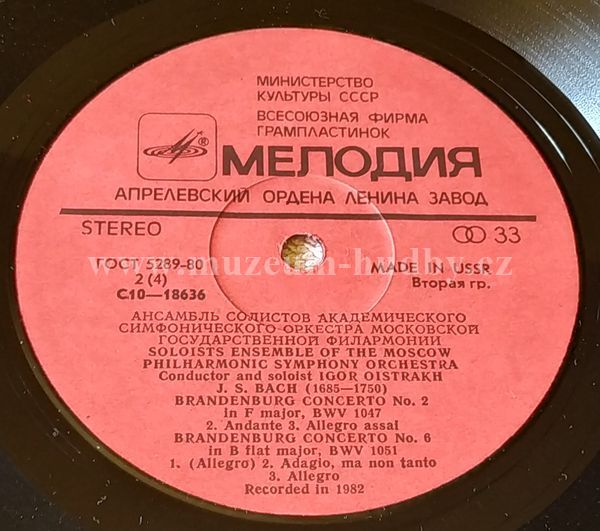 МИНИСТЕРСТВО
КУЛЬТУРЫ СССР
ВСЕСОЮЗНАЯ ФИРМА
ГРАМПЛАСТИНОК
®
МЕЛОДИЯ
АПРЕЛЕВСКИЙ ОРДЕНА ЛЕНИНА ЗАВОД
STEREO
33
ГОСТ 5289-80
2 (4)
С10—18636
MADE IN USSR
Вторая гр.
www.muzeum-hudby.cz
АНСАМБЛЬ СОЛИСТОВ АКАДЕМИЧЕСКОГО
СИМФОНИЧЕСКОГО ОРКЕСТРА МОСКОВСКОЙ
ГОСУДАРСТВЕННОЙ ФИЛАРМОНИИ
SOLOISTS ENSEMBLE OF THE MOSCOW
PHILHARMONIC SYMPHONY ORCHESTRA
Conductor and soloist IGOR OISTRAKH
J. S. BACH (1685—1750)
BRANDENBURG CONCERTO No. 2
in F major, BWV 1047
2. Andante 3. Allegro assai
BRANDENBURG CONCERTO No. 6
in B flat major, BWV 1051
1. (Allegro) 2. Adagio, ma non tanto
3. Allegro
Recorded in 1982